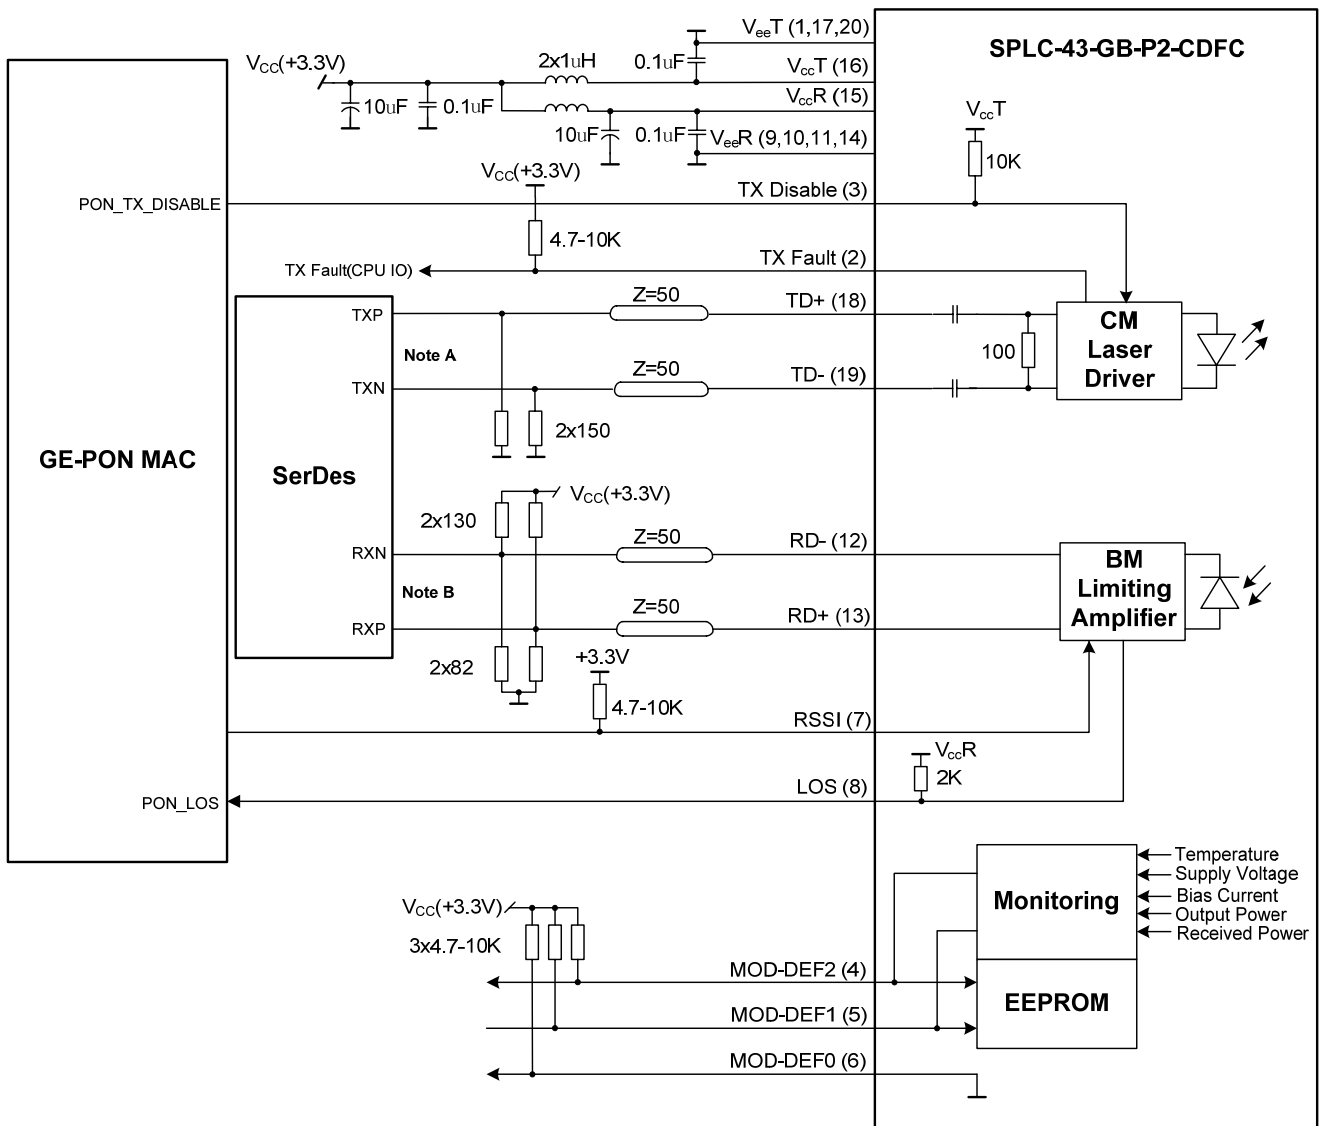 VeeT (1,17,20)
SPLC-43-GB-P2-CDFC
VCC(+3.3V)
2x1uH
0.1uF
VccT (16)
VccR (15)
10uF
0.1uF
10uF
0.1uF
VeeR (9,10,11,14)
VccT
10K
VCC(+3.3V)
PON_TX_DISABLE
TX Disable (3)
4.7-10K
TX Fault(CPU IO)
TX Fault (2)
TXP
Z=50
TD+ (18)
Note A
100
CM
Laser
Driver
TXN
Z=50
TD- (19)
2x150
GE-PON MAC
SerDes
VCC(+3.3V)
2x130
RXN
Z=50
RD- (12)
BM
Limiting
Amplifier
Note B
RXP
Z=50
RD+ (13)
2x82
+3.3V
4.7-10K
RSSI (7)
VccR
2K
PON_LOS
LOS (8)
Monitoring
Temperature
Supply Voltage
Bias Current
Output Power
Received Power
VCC(+3.3V)
3x4.7-10K
MOD-DEF2 (4)
EEPROM
MOD-DEF1 (5)
MOD-DEF0 (6)